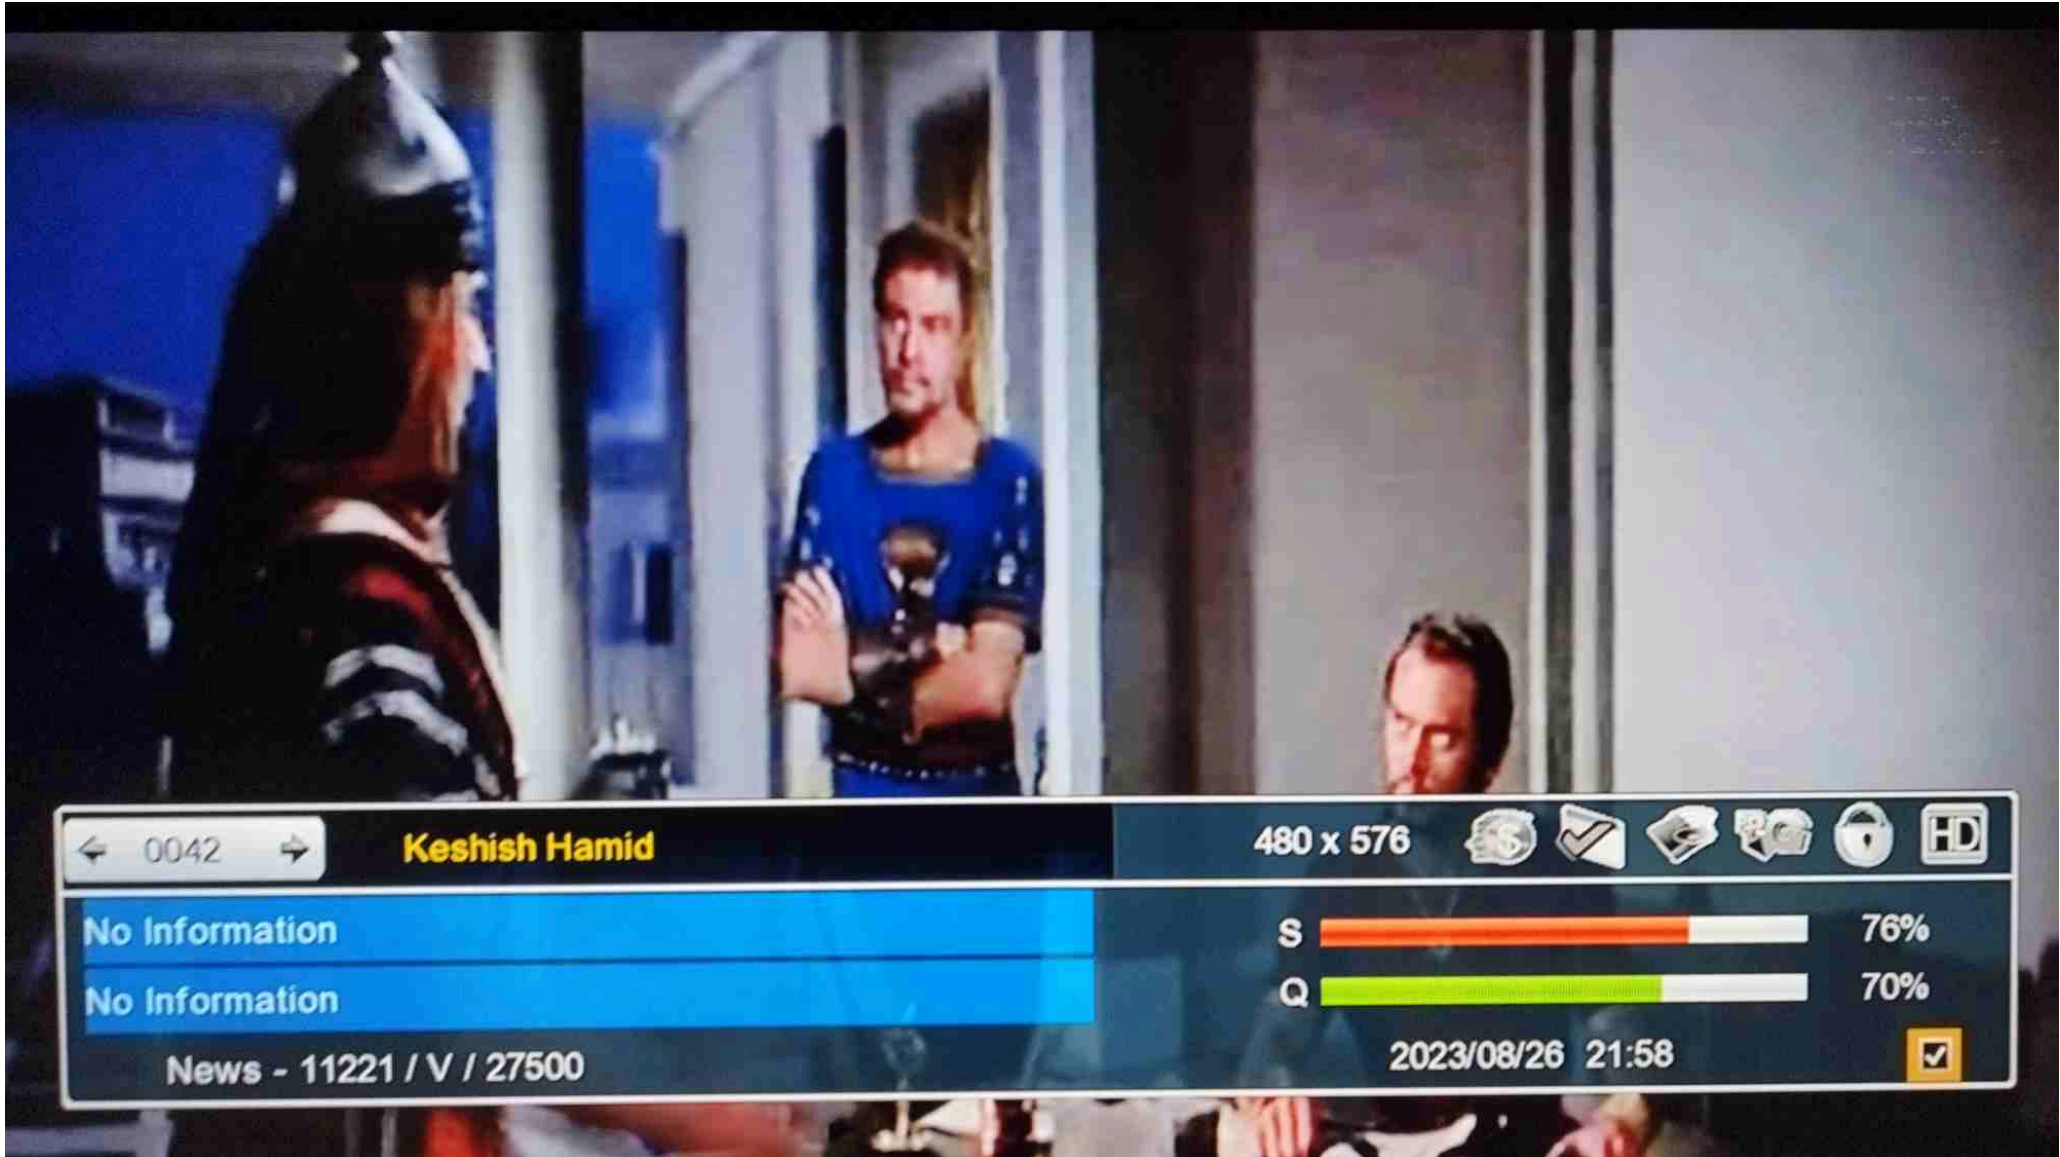 0042
Keshish Hamid
480 x 576
HD
No Information
S
76%
No Information
Q
70%
News - 11221 / V / 27500
2023/08/26 21:58